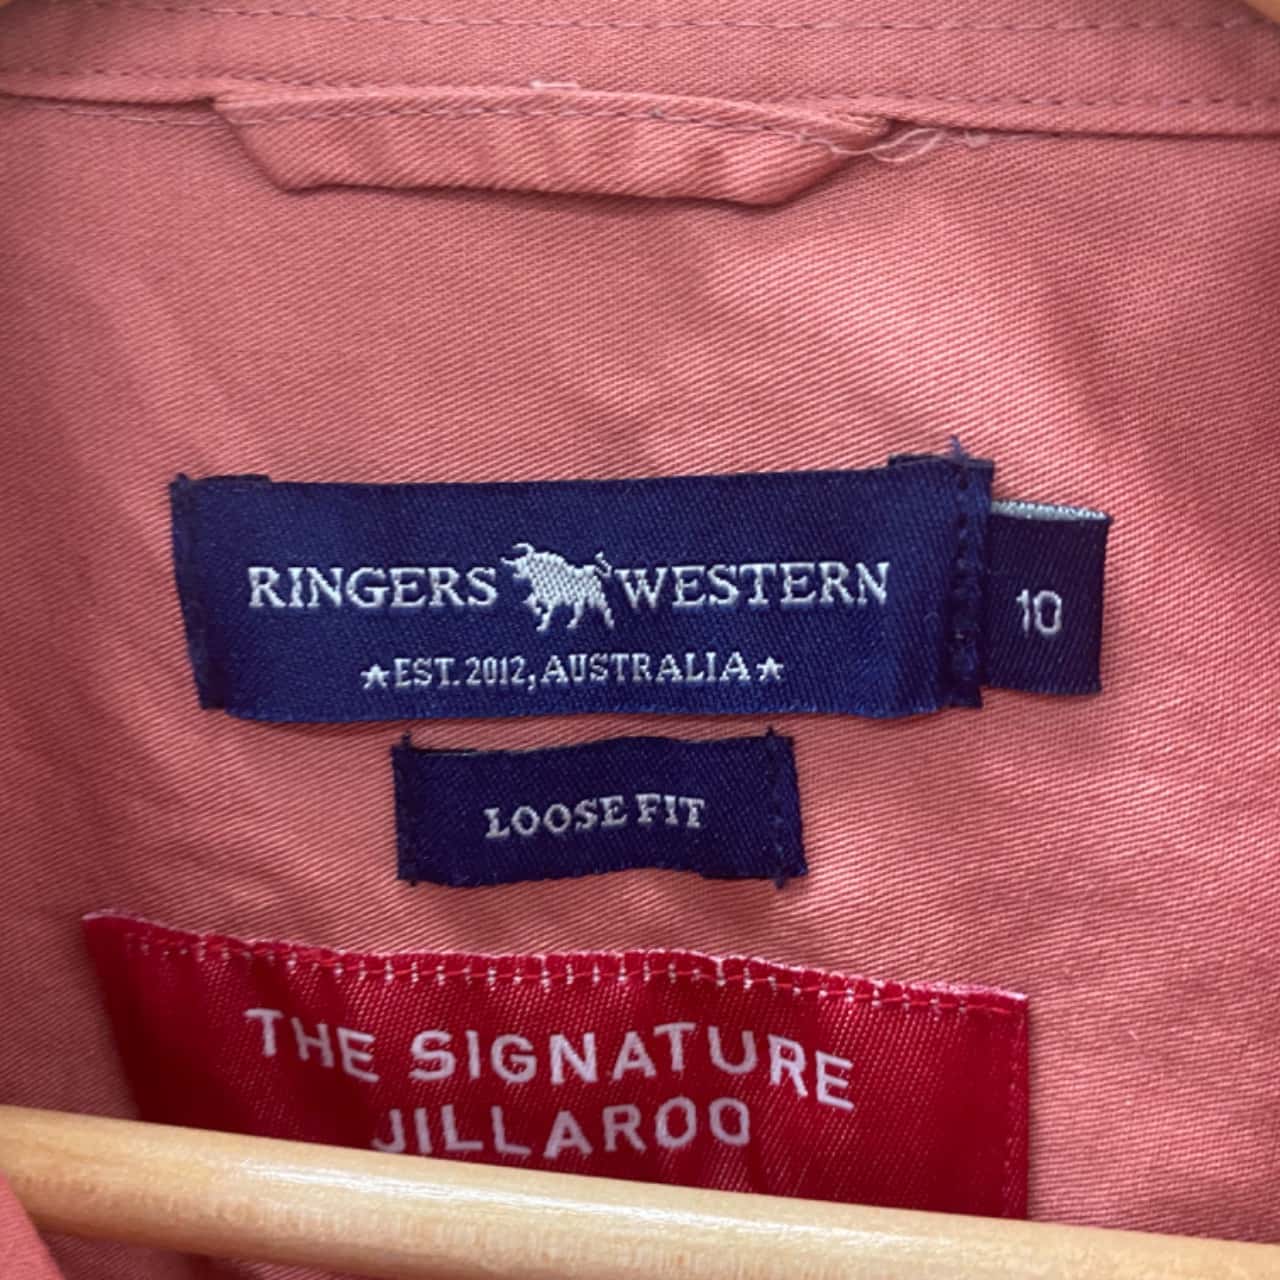 RINGERS WESTERN
★EST. 2012, AUSTRALIA★
10
LOOSE FIT
THE SIGNATURE
JILLAROO